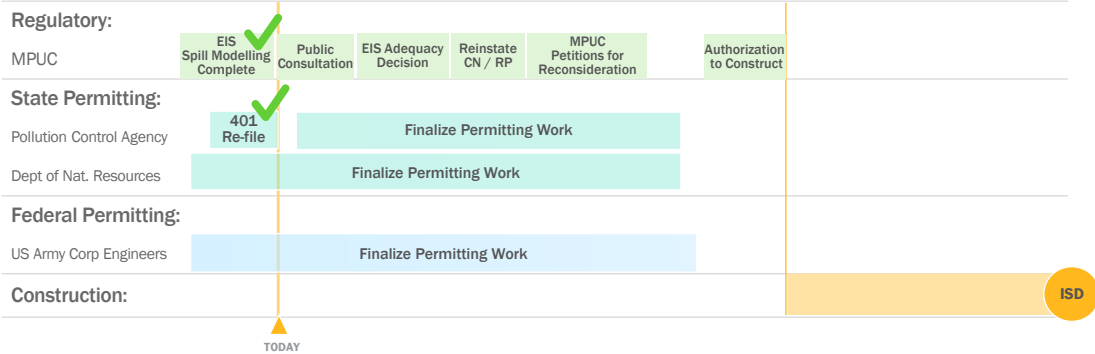 Regulatory:
MPUC
EIS
Spill Modelling
Complete
Public
Consultation
EIS Adequacy
Decision
Reinstate
CN / RP
MPUC
Petitions for
Reconsideration
Authorization
to Construct
State Permitting:
Pollution Control Agency
401
Re-file
Finalize Permitting Work
Dept of Nat. Resources
Finalize Permitting Work
Federal Permitting:
US Army Corp Engineers
Finalize Permitting Work
Construction:
ISD
TODAY